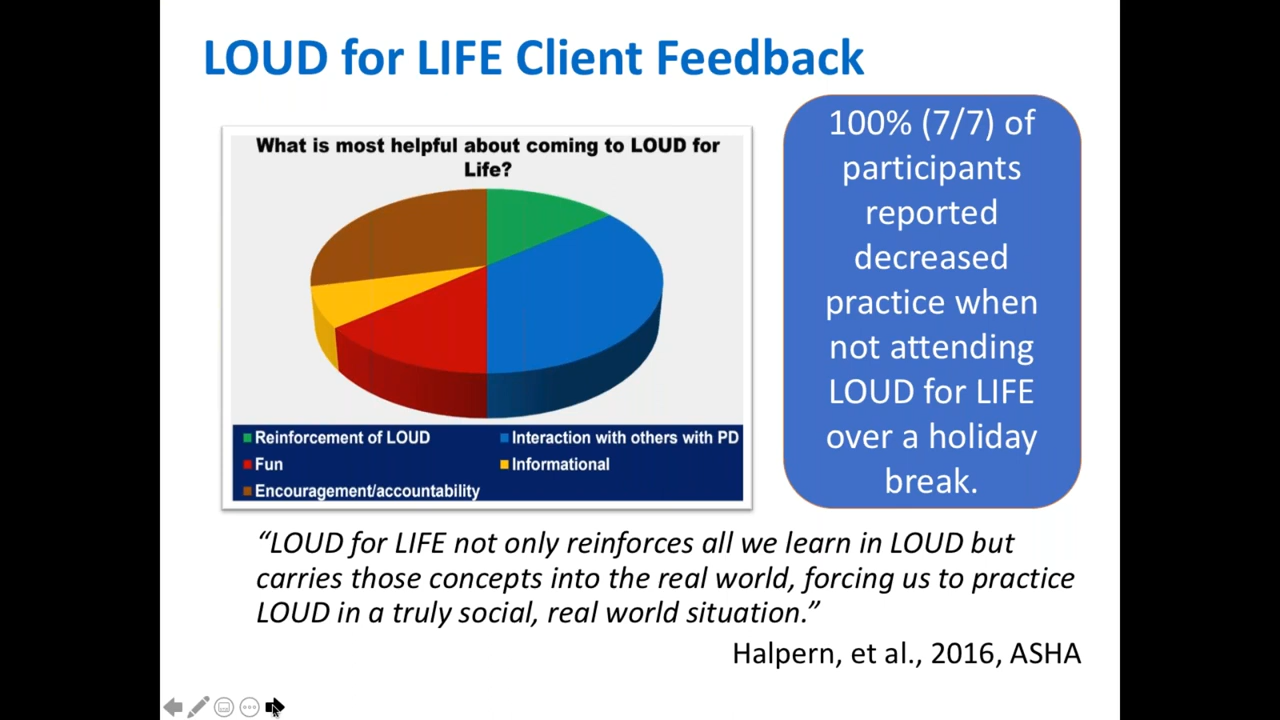 LOUD for LIFE Client Feedback
What is most helpful about coming to LOUD for
Life?
Reinforcement of LOUD
Interaction with others with PD
Fun
Informational
Encouragement/accountability
100% (7/7) of
participants
reported
decreased
practice when
not attending
LOUD for LIFE
over a holiday
break.
“LOUD for LIFE not only reinforces all we learn in LOUD but
carries those concepts into the real world, forcing us to practice
LOUD in a truly social, real world situation.”
Halpern, et al., 2016, ASHA